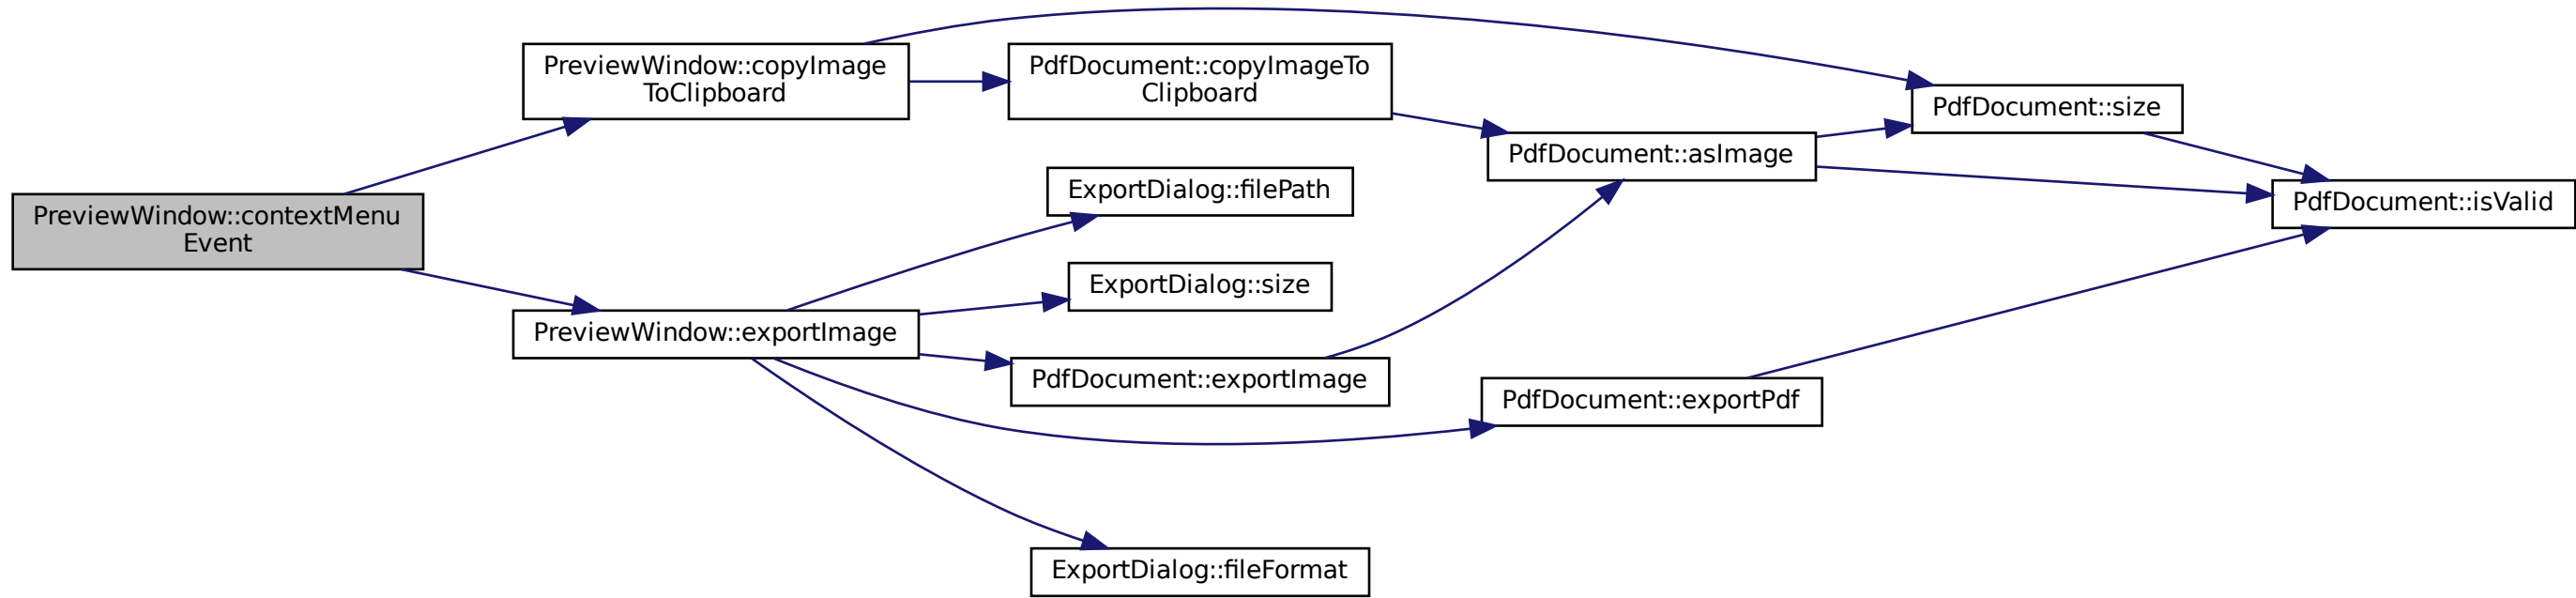 PreviewWindow::contextMenu
Event
PreviewWindow::copyImage
ToClipboard
PdfDocument::copyImageTo
Clipboard
PdfDocument::size
PdfDocument::asImage
PdfDocument::isValid
ExportDialog::filePath
ExportDialog::size
PreviewWindow::exportImage
PdfDocument::exportImage
PdfDocument::exportPdf
ExportDialog::fileFormat